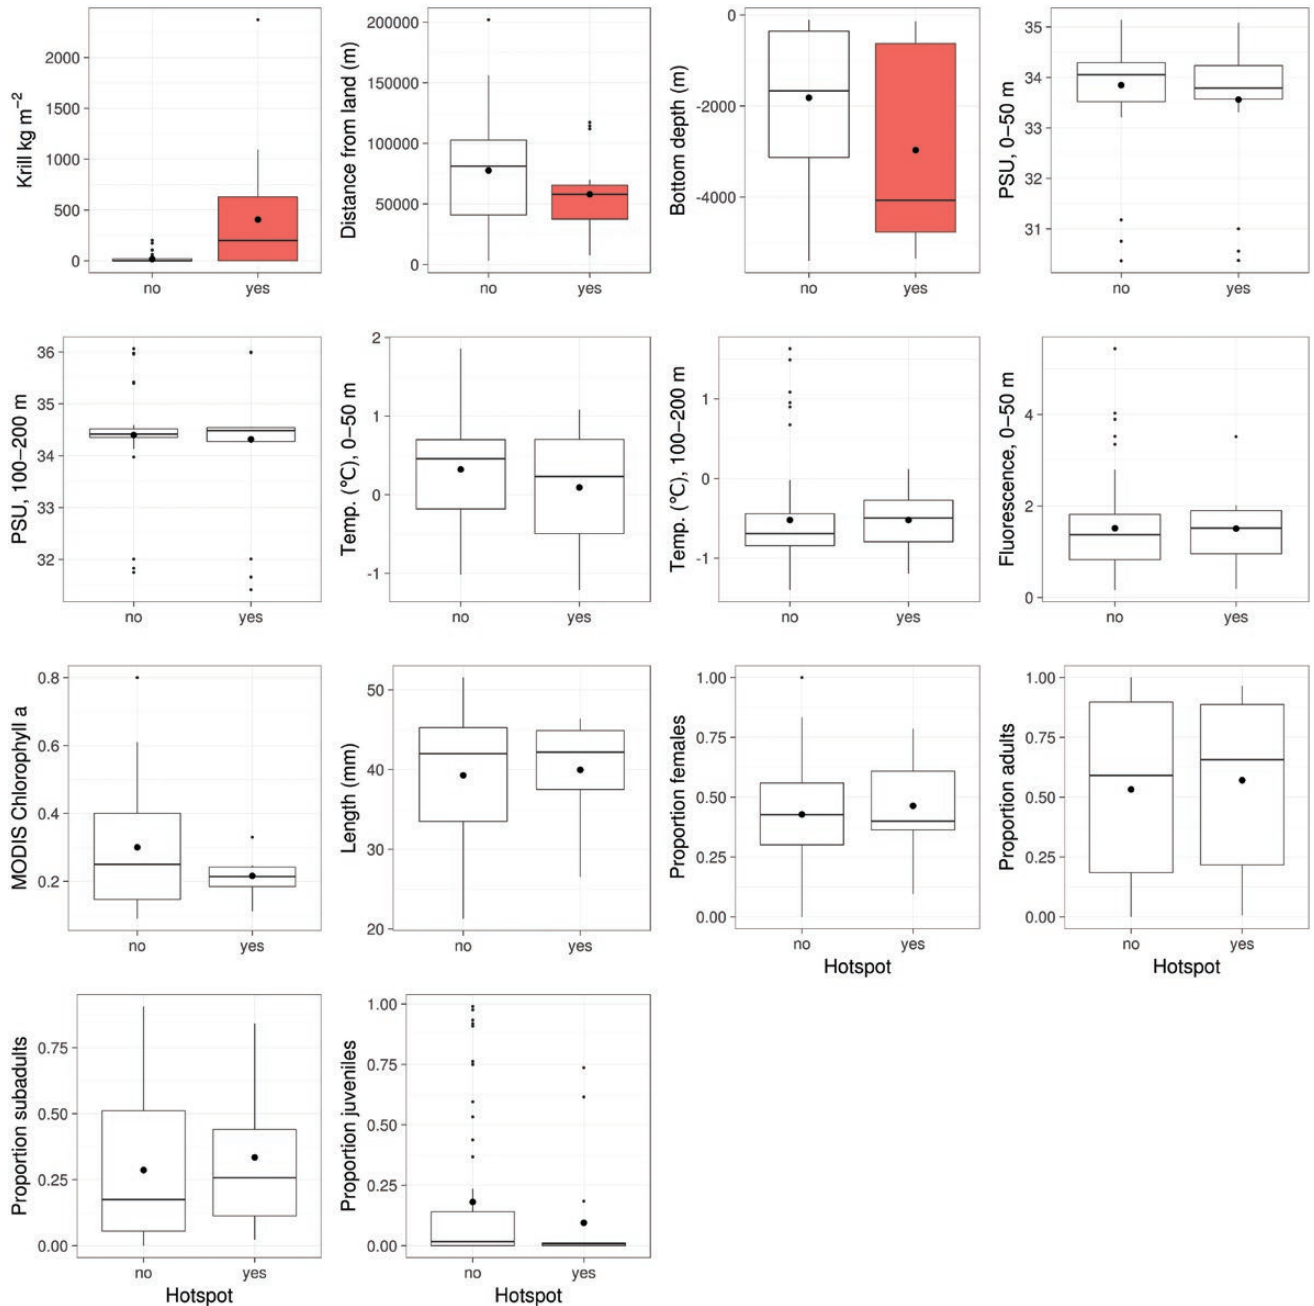 Krill kg m⁻²
2000
1500
1000
500
0
no yes
Distance from land (m)
200000
150000
100000
50000
0
no yes
Bottom depth (m)
0
-2000
-4000
no yes
PSU, 0−50 m
35
34
33
32
31
no yes
PSU, 100−200 m
36
35
34
33
32
no yes
Temp. (°C), 0−50 m
2
1
0
-1
no yes
Temp. (°C), 100−200 m
1
0
-1
no yes
Fluorescence, 0−50 m
4
2
0
no yes
MODIS Chlorophyll a
0.8
0.6
0.4
0.2
no yes
Length (mm)
50
40
30
20
no yes
Proportion females
1.00
0.75
0.50
0.25
0.00
no yes
Hotspot
Proportion adults
1.00
0.75
0.50
0.25
0.00
no yes
Hotspot
Proportion subadults
0.75
0.50
0.25
0.00
no yes
Hotspot
Proportion juveniles
1.00
0.75
0.50
0.25
0.00
no yes
Hotspot